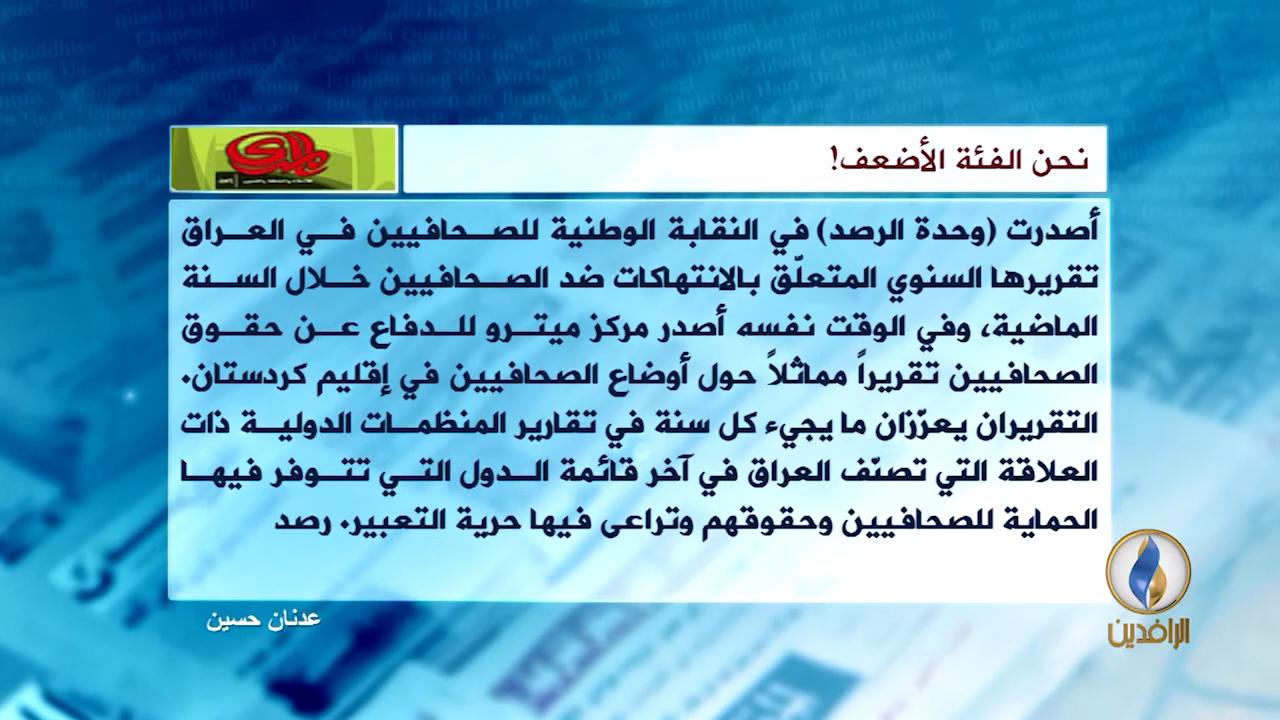 نحن الفئة الأضعف!
المدى
أصدرت (وحدة الرصد) في النقابة الوطنية للصحافيين في العراق
تقريرها السنوي المتعلّق بالانتهاكات ضد الصحافيين خلال السنة
الماضية، وفي الوقت نفسه أصدر مركز ميترو للدفاع عن حقوق
الصحافيين تقريراً مماثلاً حول أوضاع الصحافيين في إقليم كردستان.
التقريران يعزّزان ما يجيء كل سنة في تقارير المنظمات الدولية ذات
العلاقة التي تصنّف العراق في آخر قائمة الدول التي تتوفر فيها
الحماية للصحافيين وحقوقهم وتراعى فيها حرية التعبير. رصد
عدنان حسين
الرافدين